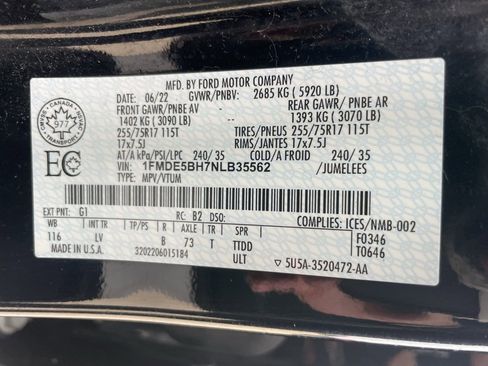 MFD. BY FORD MOTOR COMPANY
DATE: 06/22 GVWR/PNBV: 2685 KG ( 5920 LB)
FRONT GAWR/ PNBE AV REAR GAWR/ PNBE AR
1402 KG ( 3090 LB) -- 1393 KG ( 3070 LB)
255/75R17 115T TIRES/PNEUS 255/75R17 115T
17x7.5J RIMS/JANTES 17x7.5J
AT/A kPa/PSI/LPC 240/ 35 COLD/A FROID 240/ 35
1FMDE5BH7NLB35562 /JUMELEES
TYPE: MPV/VTUM
CANADA
977
TRANSPORT
EC
EXT PNT: G1 RC: B2 DSO: COMPLIES: ICES/NMB-002
WB INT TR TP/PS R AXLE TR SPR F0346
116 LV B 73 T TTDD T0646
MADE IN U.S.A. 3202206015184 ULT ▽ 5U5A-3520472-AA